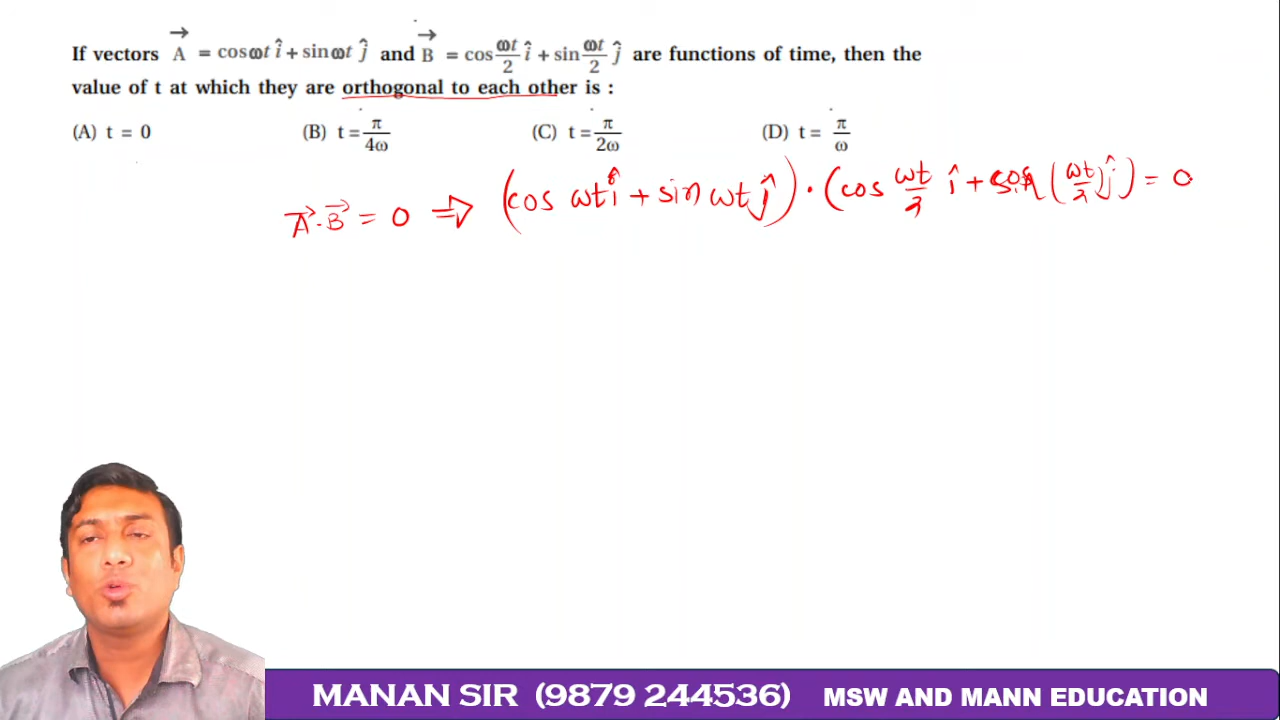 If vectors A⃗ = cosωt î + sinωt ĵ and B⃗ = cos ωt/2 î + sin ωt/2 ĵ are functions of time, then the
value of t at which they are orthogonal to each other is :
(A) t = 0 (B) t = π/4ω (C) t = π/2ω (D) t = π/ω
A⃗·B⃗ = 0 ⇒ (cos ωt î + sin ωt ĵ) · (cos ωt/2 î + sin (ωt/2) ĵ) = 0
MANAN SIR (9879 244536) MSW AND MANN EDUCATION